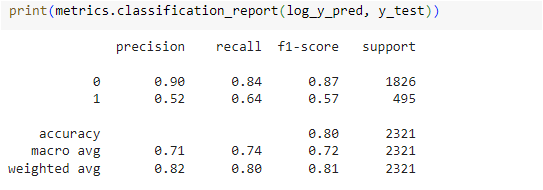 print(metrics.classification_report(log_y_pred, y_test))
precision recall f1-score support
0 0.90 0.84 0.87 1826
1 0.52 0.64 0.57 495
accuracy 0.80 2321
macro avg 0.71 0.74 0.72 2321
weighted avg 0.82 0.80 0.81 2321